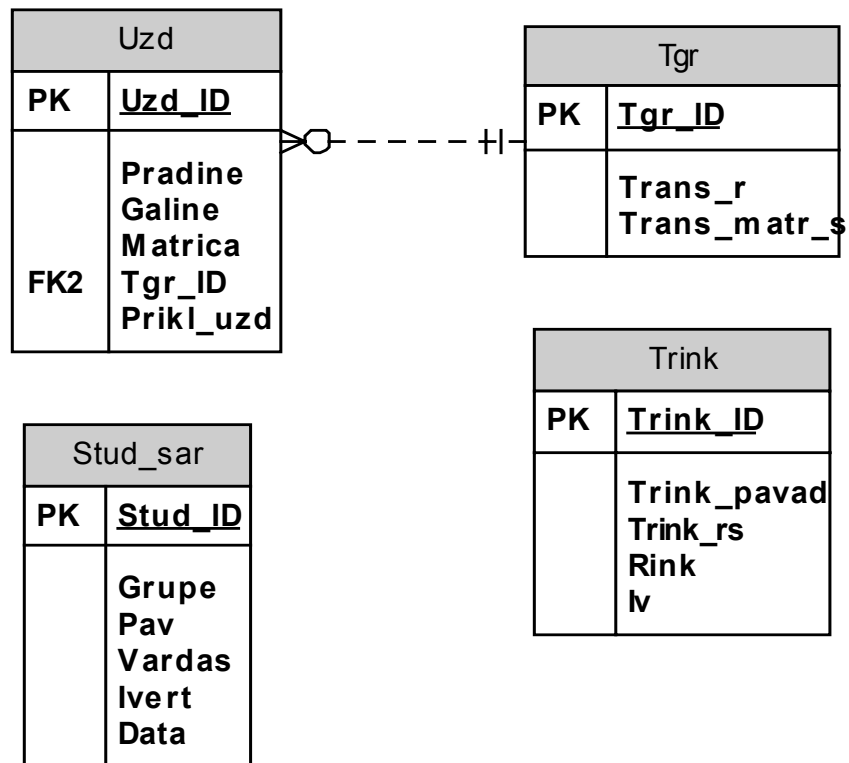 Uzd
PK Uzd_ID
Pradine
Galine
Matrica
FK2 Tgr_ID
Prikl_uzd
Tgr
PK Tgr_ID
Trans_r
Trans_matr_s
Trink
PK Trink_ID
Trink_pavad
Trink_rs
Rink
Iv
Stud_sar
PK Stud_ID
Grupe
Pav
Vardas
Ivert
Data